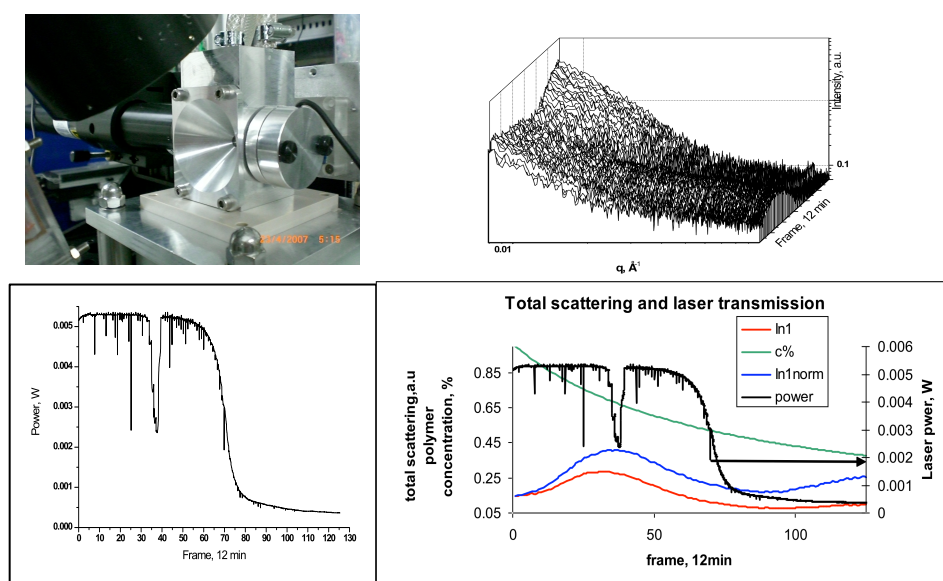 2007 5:15
Intensity, a.u.
0.1
Frame, 12 min
0.01
q, Å⁻¹
0.005
0.004
0.003
0.002
0.001
0.000
Power, W
0 10 20 30 40 50 60 70 80 90 100 110 120 130
Frame, 12 min
Total scattering and laser transmission
In1
c%
In1norm
power
total scattering,a.u
polymer
concentration, %
0.85
0.65
0.45
0.25
0.05
0.006
0.005
0.004
0.003
0.002
0.001
0
Laser pwer, w
0 50 100
frame, 12min